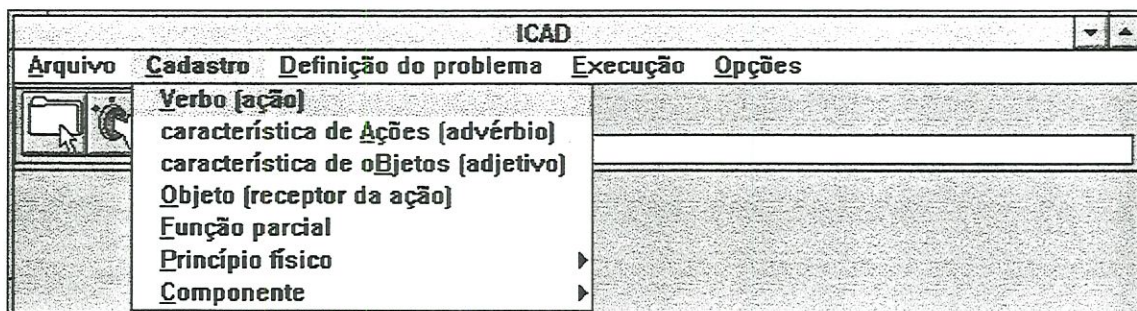 ICAD
Arquivo Cadastro Definição do problema Execução Opções
Verbo (ação)
característica de Ações (advérbio)
característica de oBjetos (adjetivo)
Objeto (receptor da ação)
Função parcial
Princípio físico
Componente